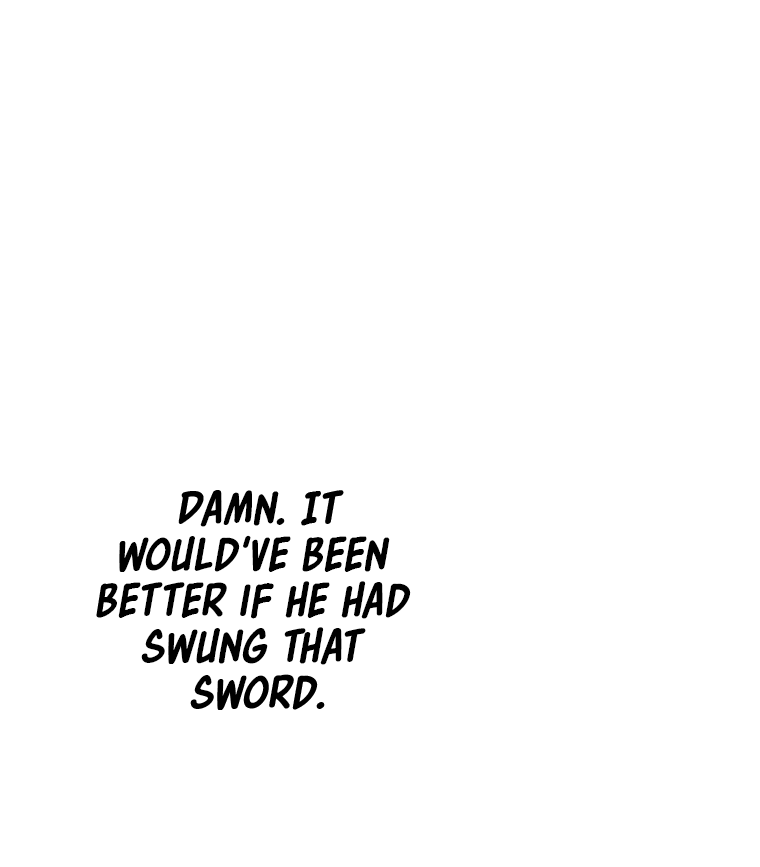 DAMN. IT
WOULD'VE BEEN
BETTER IF HE HAD
SWUNG THAT
SWORD.